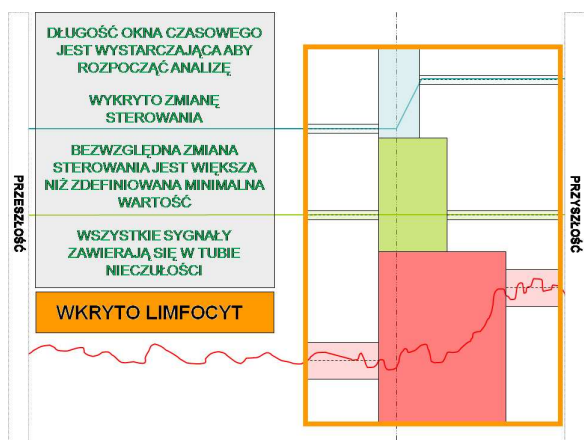 DŁUGOŚĆ OKNA CZASOWEGO
JEST WYSTARCZAJĄCA ABY
ROZPOCZĄĆ ANALIZĘ
WYKRYTO ZMIANĘ
STEROWANIA
BEZWZGLĘDNA ZMIANA
STEROWANIA JEST WIĘKSZA
NIŻ ZDEFINIOWANA MINIMALNA
WARTOŚĆ
WSZYSTKIE SYGNAŁY
ZAWIERAJĄ SIĘ W TUBIE
NIECZUŁOŚCI
WKRYTO LIMFOCYT
PRZESZŁOŚĆ
PRZYSZŁOŚĆ